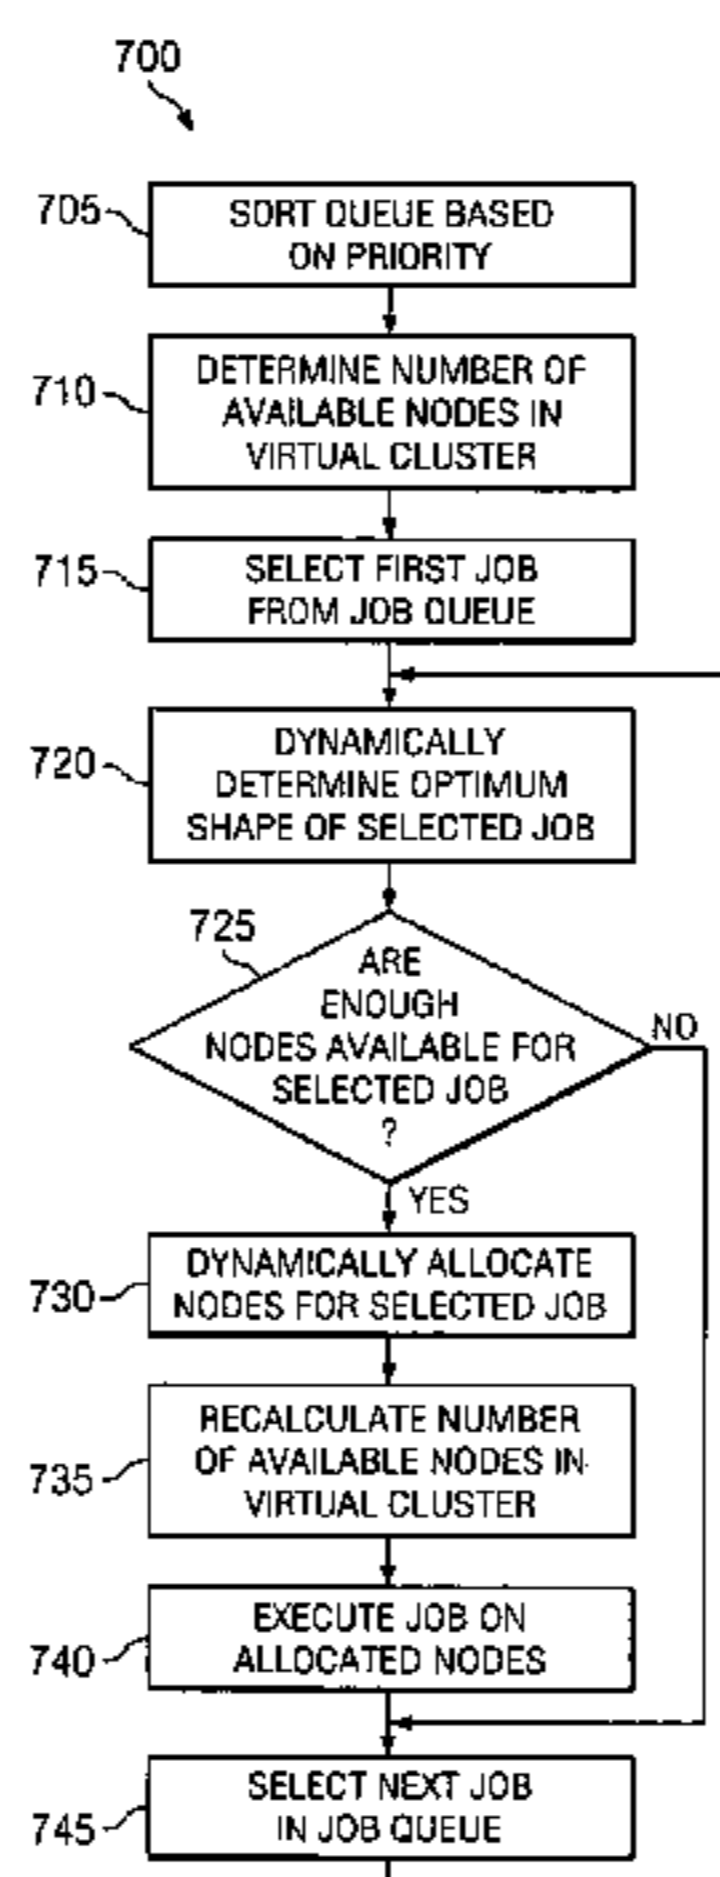 700
705
SORT QUEUE BASED
ON PRIORITY
710
DETERMINE NUMBER OF
AVAILABLE NODES IN
VIRTUAL CLUSTER
715
SELECT FIRST JOB
FROM JOB QUEUE
720
DYNAMICALLY
DETERMINE OPTIMUM
SHAPE OF SELECTED JOB
725
ARE
ENOUGH
NODES AVAILABLE FOR
SELECTED JOB
?
NO
YES
730
DYNAMICALLY ALLOCATE
NODES FOR SELECTED JOB
735
RECALCULATE NUMBER
OF AVAILABLE NODES IN
VIRTUAL CLUSTER
740
EXECUTE JOB ON
ALLOCATED NODES
745
SELECT NEXT JOB
IN JOB QUEUE